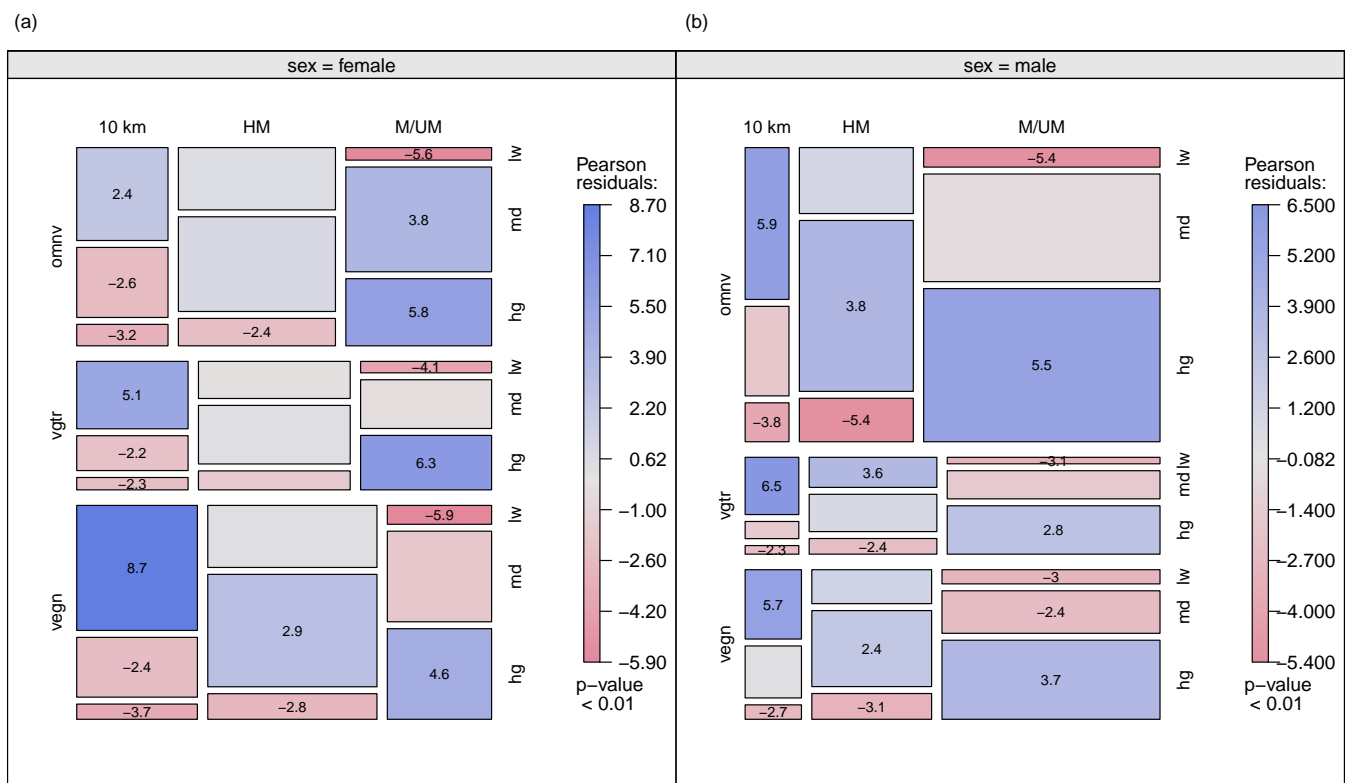 (a)
(b)
sex = female
sex = male
10 km HM M/UM
omnv
vgtr
vegn
2.4
−2.6
−3.2
−2.4
−5.6
3.8
5.8
5.1
−2.2
−2.3
−4.1
6.3
8.7
−2.4
−3.7
2.9
−2.8
−5.9
4.6
lw
md
hg
lw
md
hg
lw
md
hg
Pearson
residuals:
8.70
7.10
5.50
3.90
2.20
0.62
−1.00
−2.60
−4.20
−5.90
p−value
< 0.01
10 km HM M/UM
omnv
vgtr
vegn
5.9
−3.8
3.8
−5.4
−5.4
5.5
6.5
−2.3
3.6
−2.4
−3.1
2.8
5.7
−2.7
2.4
−3.1
−3
−2.4
3.7
lw
md
hg
lw
md
hg
lw
md
hg
Pearson
residuals:
6.500
5.200
3.900
2.600
1.200
−0.082
−1.400
−2.700
−4.000
−5.400
p−value
< 0.01